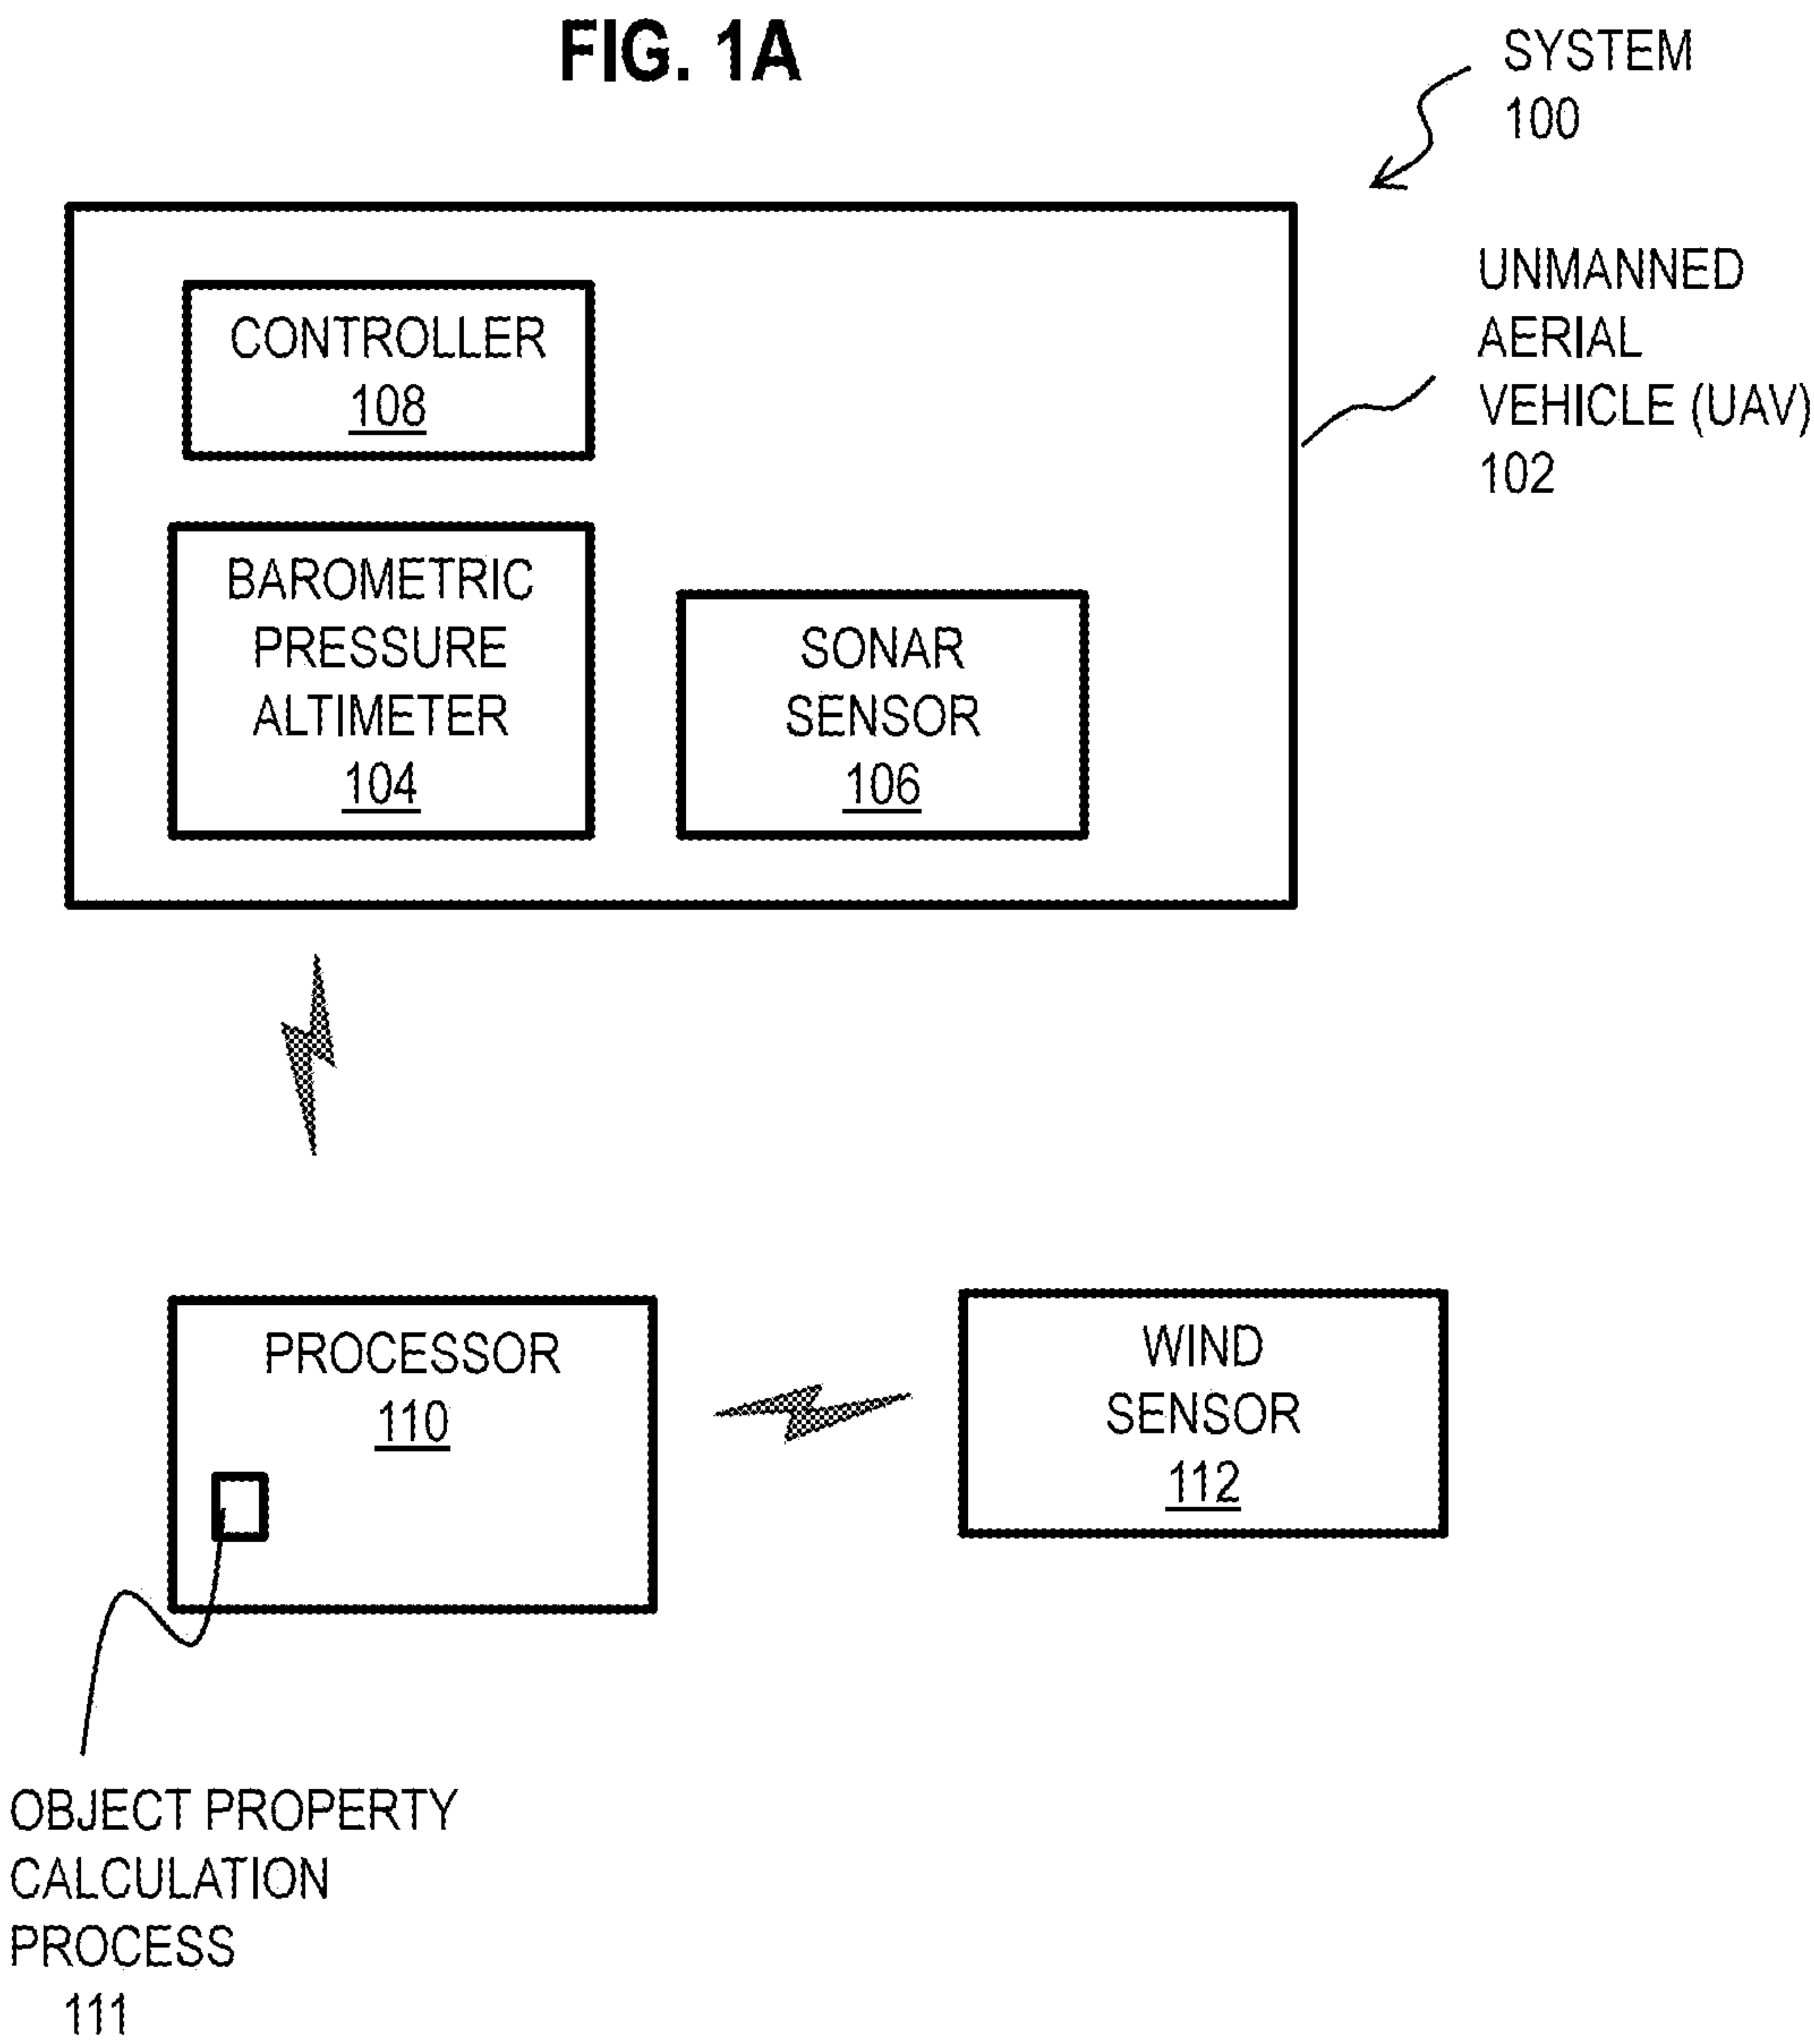 FIG. 1A
SYSTEM
100
UNMANNED
AERIAL
VEHICLE (UAV)
102
CONTROLLER
108
BAROMETRIC
PRESSURE
ALTIMETER
104
SONAR
SENSOR
106
PROCESSOR
110
WIND
SENSOR
112
OBJECT PROPERTY
CALCULATION
PROCESS
111